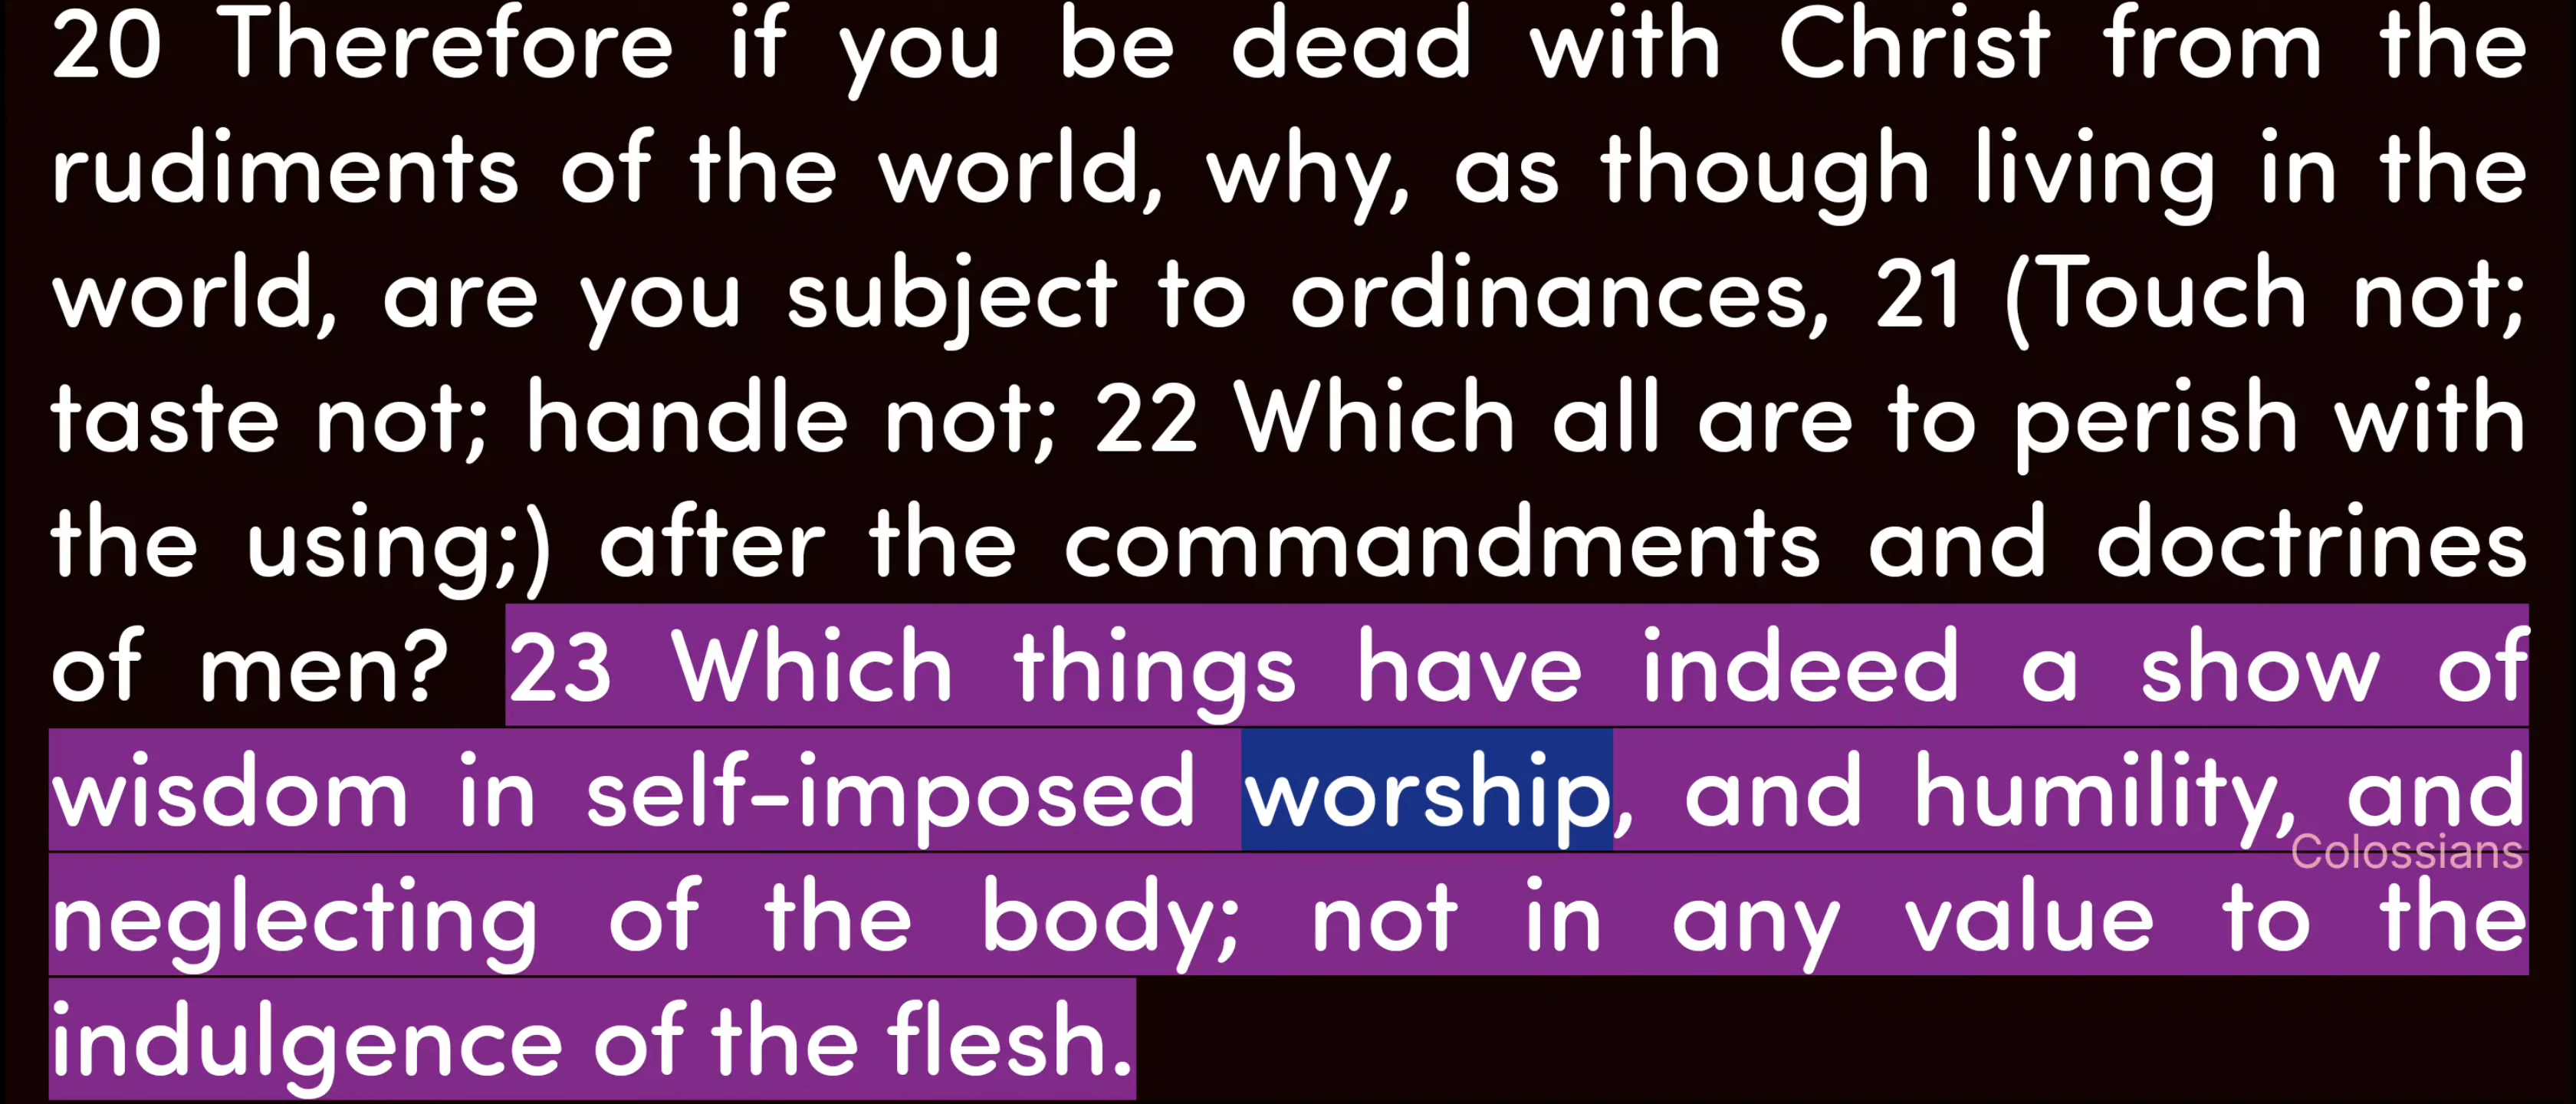 20 Therefore if you be dead with Christ from the
rudiments of the world, why, as though living in the
world, are you subject to ordinances, 21 (Touch not;
taste not; handle not; 22 Which all are to perish with
the using;) after the commandments and doctrines
of men? 23 Which things have indeed a show of
wisdom in self-imposed worship, and humility, and
Colossians
neglecting of the body; not in any value to the
indulgence of the flesh.